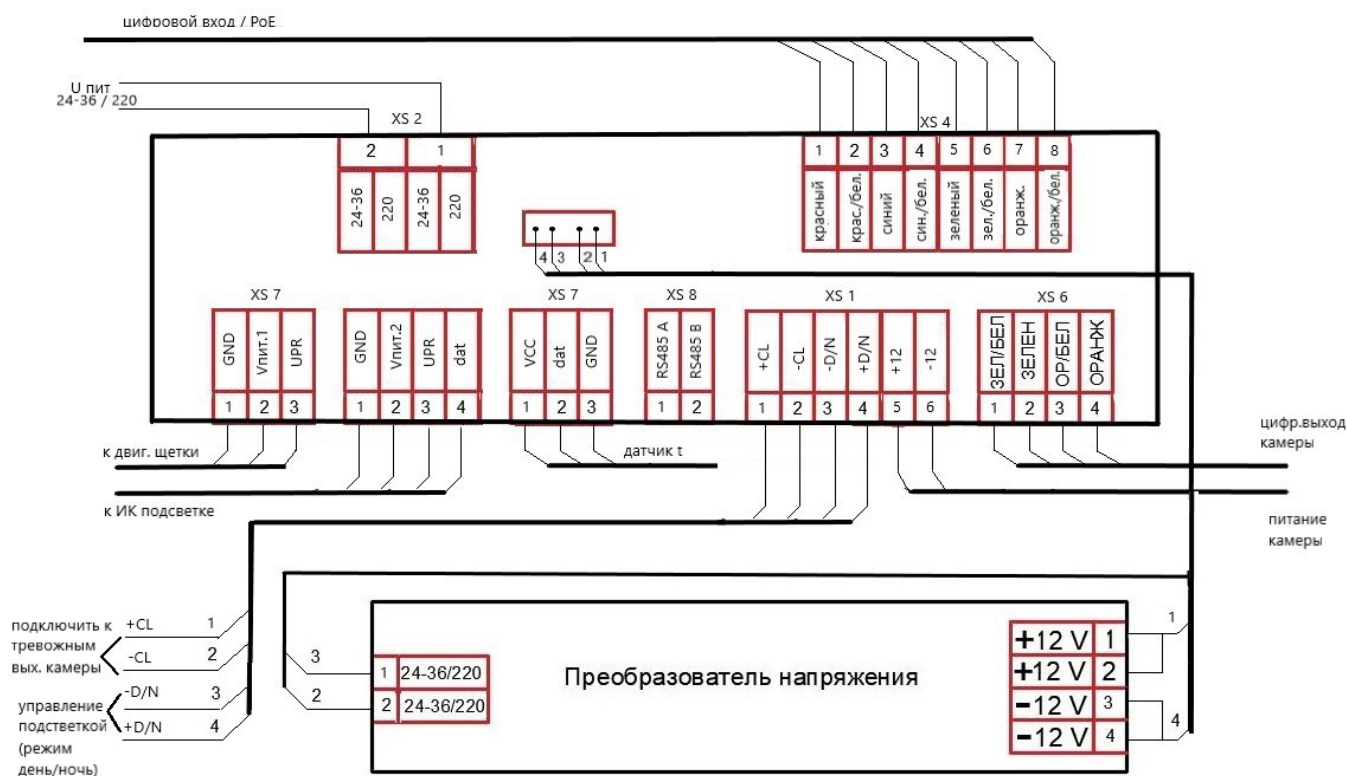 цифровой вход / PoE
U пит
24-36 / 220
XS 2
XS 4
2 1
1 2 3 4 5 6 7 8
24-36
220
24-36
220
красный
крас./бел.
синий
син./бел.
зеленый
зел./бел.
оранж.
оранж./бел.
4 3 2 1
XS 7
XS 7
XS 8
XS 1
XS 6
GND
Vпит.1
UPR
GND
Vпит.2
UPR
dat
VCC
dat
GND
RS485 A
RS485 B
+CL
-CL
-D/N
+D/N
+12
-12
ЗЕЛ/БЕЛ
ЗЕЛЕН
ОР/БЕЛ
ОРАНЖ
1 2 3
1 2 3 4
1 2 3
1 2
1 2 3 4 5 6
1 2 3 4
к двиг. щетки
датчик t
цифр.выход
камеры
к ИК подсветке
питание
камеры
подключить к
тревожным
вых. камеры
+CL 1
-CL 2
управление
подстветкой
(режим
день/ночь)
-D/N 3
+D/N 4
3
2
1 24-36/220
2 24-36/220
Преобразователь напряжения
+12 V 1
+12 V 2
-12 V 3
-12 V 4
1
4